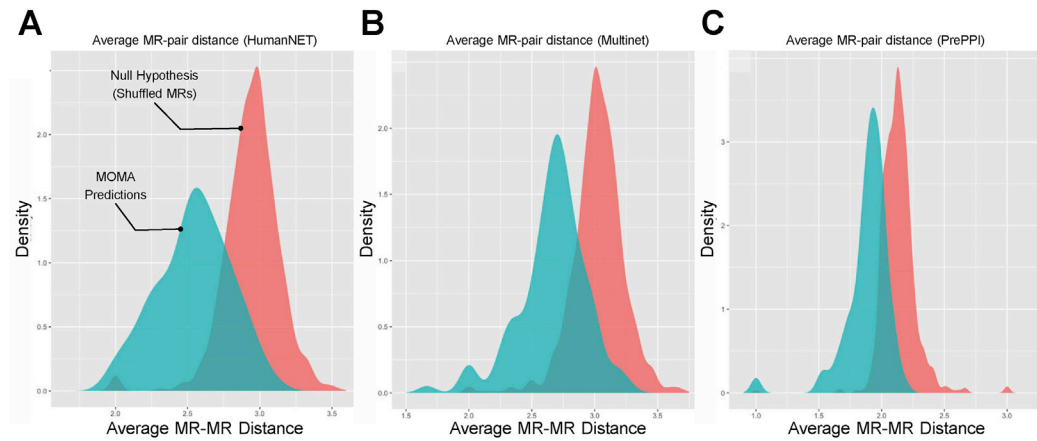 A
Average MR-pair distance (HumanNET)
Null Hypothesis
(Shuffled MRs)
MOMA
Predictions
Density
2.0
1.5
1.0
0.5
0.0
2.0
2.5
3.0
3.5
Average MR-MR Distance
B
Average MR-pair distance (Multinet)
Density
2.0
1.5
1.0
0.5
0.0
1.5
2.0
2.5
3.0
3.5
Average MR-MR Distance
C
Average MR-pair distance (PrePPI)
Density
3
2
1
0
1.0
1.5
2.0
2.5
3.0
Average MR-MR Distance